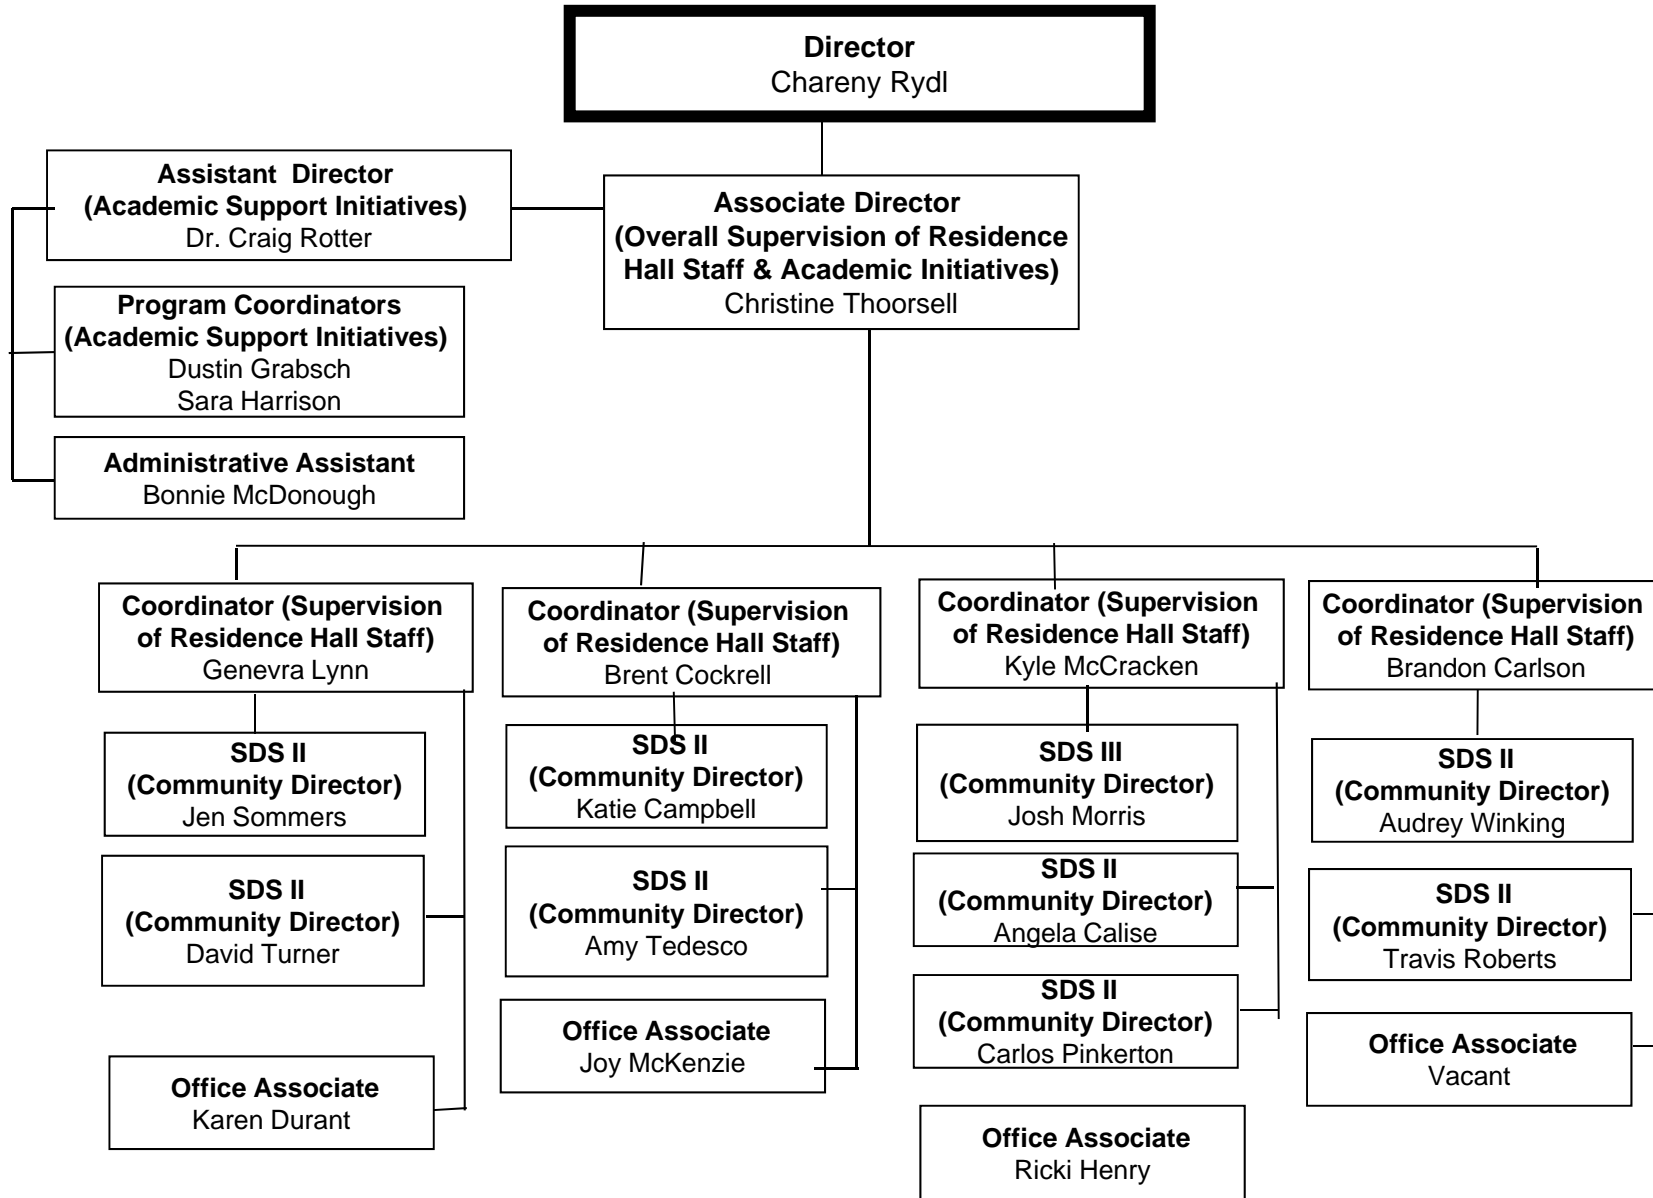 Director
Chareny Rydl
Assistant Director
(Academic Support Initiatives)
Dr. Craig Rotter
Associate Director
(Overall Supervision of Residence
Hall Staff & Academic Initiatives)
Christine Thoorsell
Program Coordinators
(Academic Support Initiatives)
Dustin Grabsch
Sara Harrison
Administrative Assistant
Bonnie McDonough
Coordinator (Supervision
of Residence Hall Staff)
Genevra Lynn
SDS II
(Community Director)
Jen Sommers
SDS II
(Community Director)
David Turner
Office Associate
Karen Durant
Coordinator (Supervision
of Residence Hall Staff)
Brent Cockrell
SDS II
(Community Director)
Katie Campbell
SDS II
(Community Director)
Amy Tedesco
Office Associate
Joy McKenzie
Coordinator (Supervision
of Residence Hall Staff)
Kyle McCracken
SDS III
(Community Director)
Josh Morris
SDS II
(Community Director)
Angela Calise
SDS II
(Community Director)
Carlos Pinkerton
Office Associate
Ricki Henry
Coordinator (Supervision
of Residence Hall Staff)
Brandon Carlson
SDS II
(Community Director)
Audrey Winking
SDS II
(Community Director)
Travis Roberts
Office Associate
Vacant